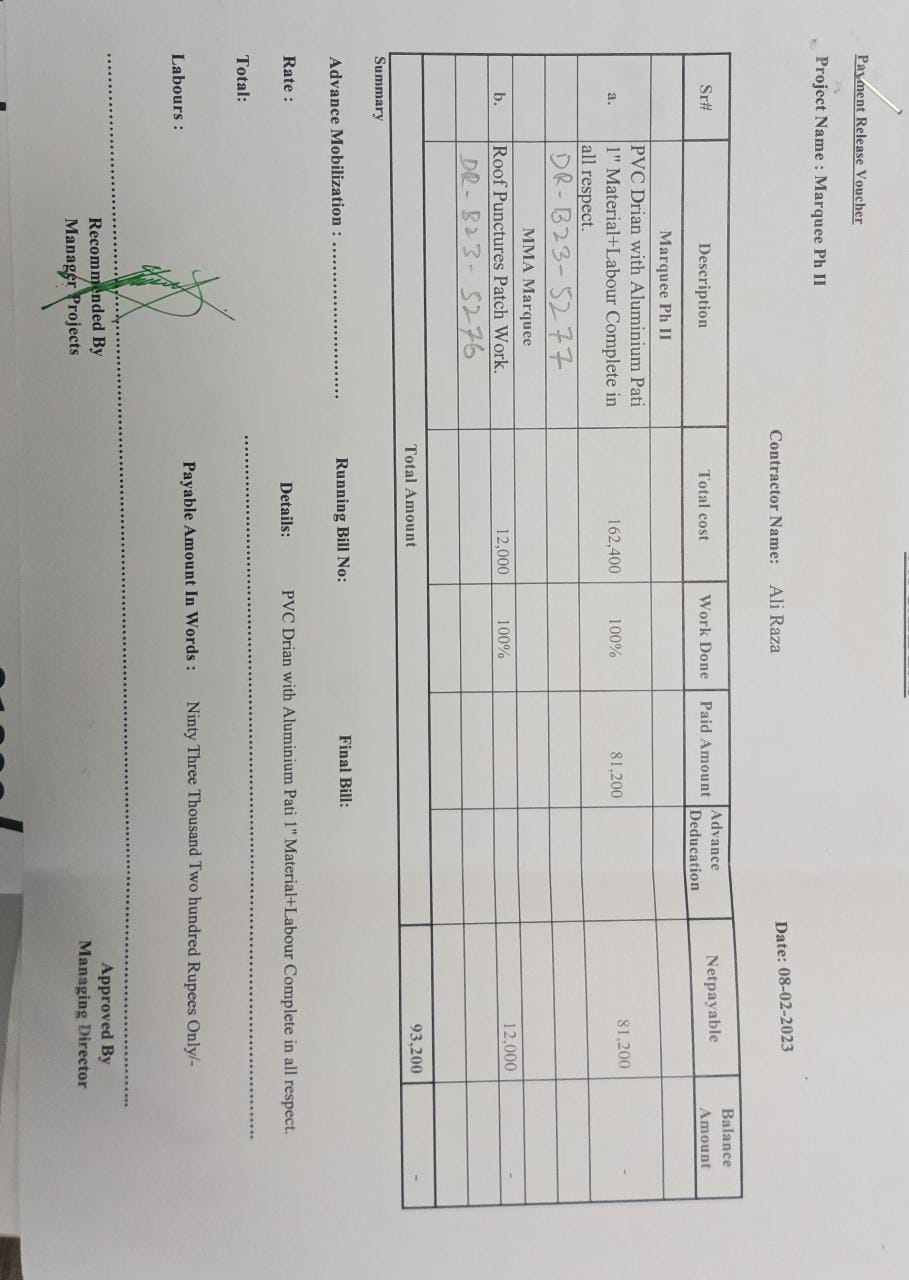 Payment Release Voucher
Project Name : Marquee Ph II
Contractor Name: Ali Raza
Date: 08-02-2023
Sr# Description Total cost Work Done Paid Amount Advance Deducation Netpayable Balance Amount
Marquee Ph II
a. PVC Drian with Aluminium Pati 1" Material+Labour Complete in all respect. 162,400 100% 81,200 81,200 -
DR-B23-5277
MMA Marquee
b. Roof Punctures Patch Work. 12,000 100% 12,000 -
DR-B23-5276
Total Amount 93,200 -
Summary
Advance Mobilization : .......................... Running Bill No: Final Bill:
Rate : Details: PVC Drian with Aluminium Pati 1" Material+Labour Complete in all respect.
Total:
Labours : Payable Amount In Words : Ninty Three Thousand Two hundred Rupees Only/-
Recommended By Approved By
Manager Projects Managing Director